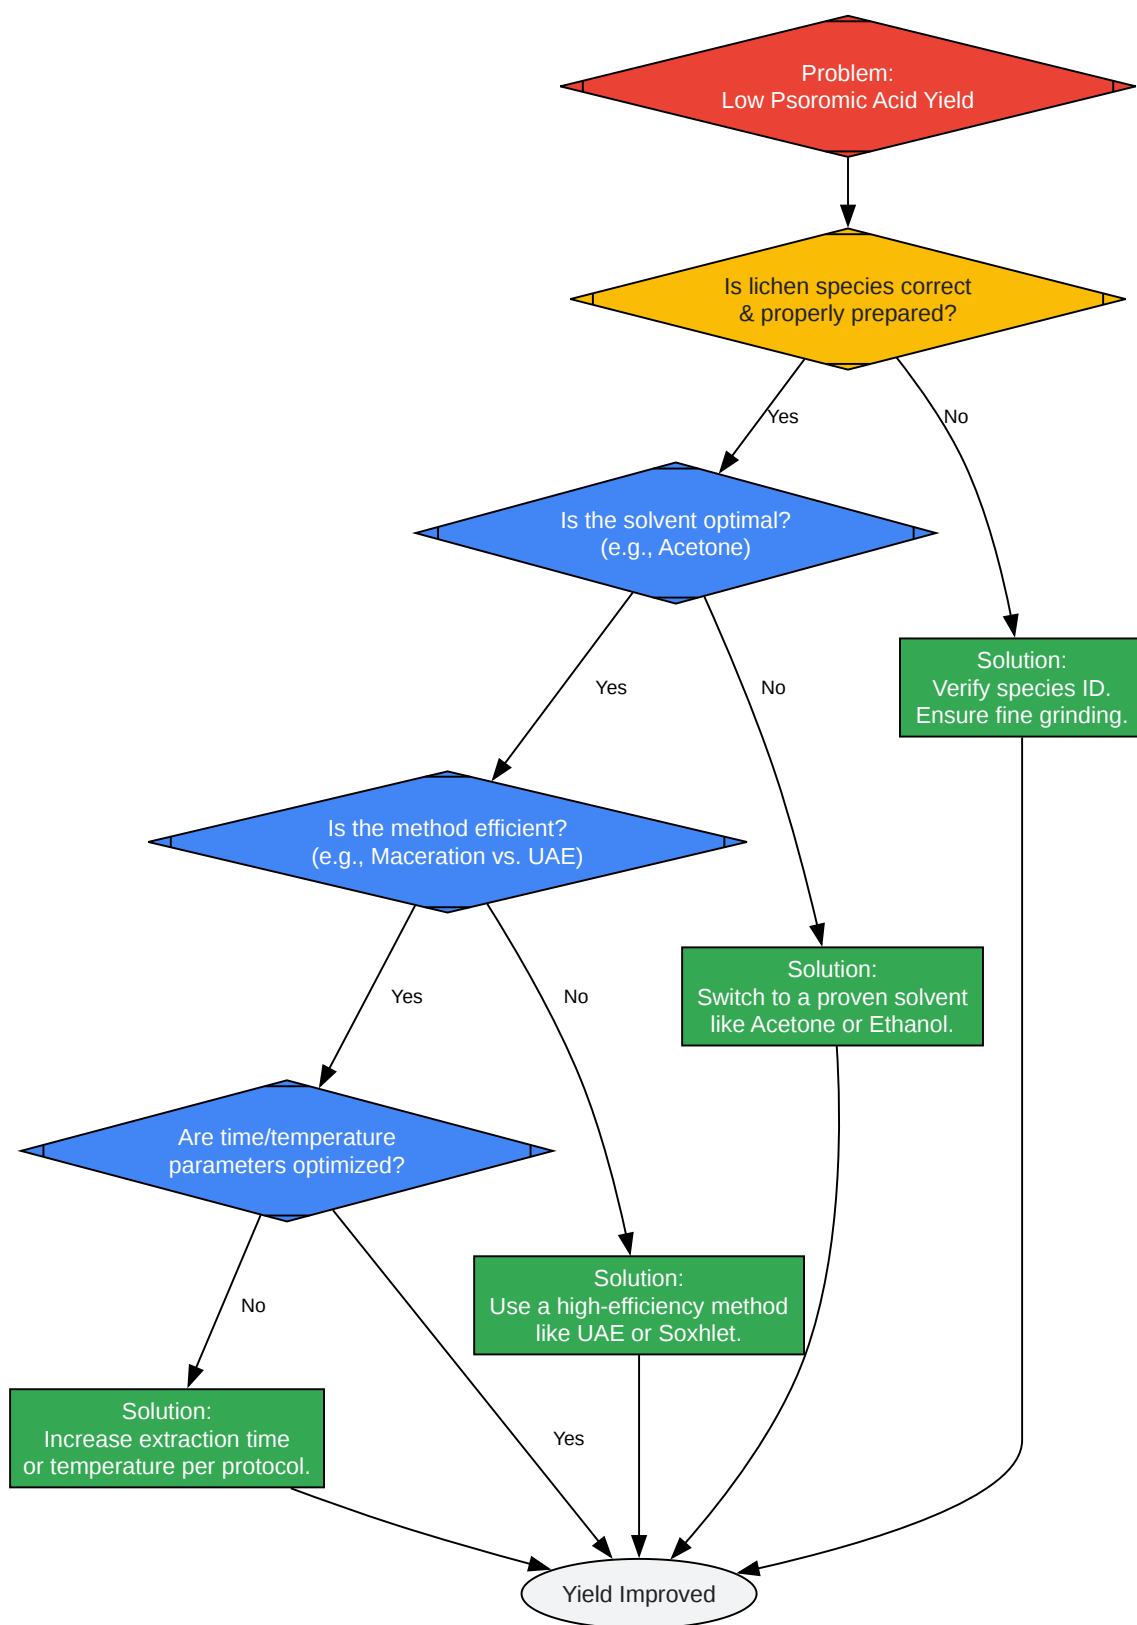 Problem:
Low Psoromic Acid Yield
Is lichen species correct
& properly prepared?
Yes
No
Is the solvent optimal?
(e.g., Acetone)
Solution:
Verify species ID.
Ensure fine grinding.
Yes
No
Is the method efficient?
(e.g., Maceration vs. UAE)
Solution:
Switch to a proven solvent
like Acetone or Ethanol.
Yes
No
Are time/temperature
parameters optimized?
Solution:
Use a high-efficiency method
like UAE or Soxhlet.
No
Yes
Solution:
Increase extraction time
or temperature per protocol.
Yield Improved